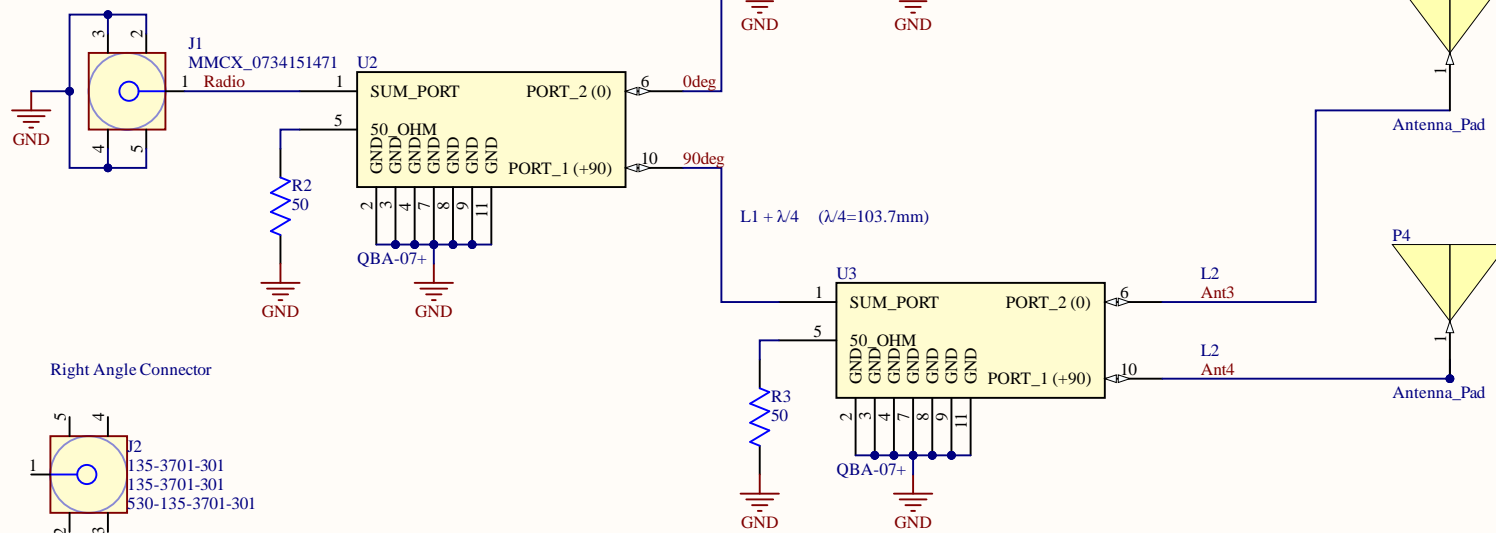 GND
GND
J1
MMCX_0734151471
3
2
1
Radio
4
5
GND
U2
1
SUM_PORT
PORT_2 (0)
6
0deg
5
50_OHM
GND
GND
GND
GND
GND
GND
GND
PORT_1 (+90)
10
90deg
2
3
4
7
8
9
11
QBA-07+
R2
50
GND
GND
L1 + λ/4 (λ/4=103.7mm)
1
Antenna_Pad
P4
1
Antenna_Pad
U3
1
SUM_PORT
PORT_2 (0)
6
L2
Ant3
5
50_OHM
GND
GND
GND
GND
GND
GND
GND
PORT_1 (+90)
10
L2
Ant4
2
3
4
7
8
9
11
QBA-07+
R3
50
GND
GND
Right Angle Connector
5
4
1
J2
135-3701-301
135-3701-301
530-135-3701-301
2
3